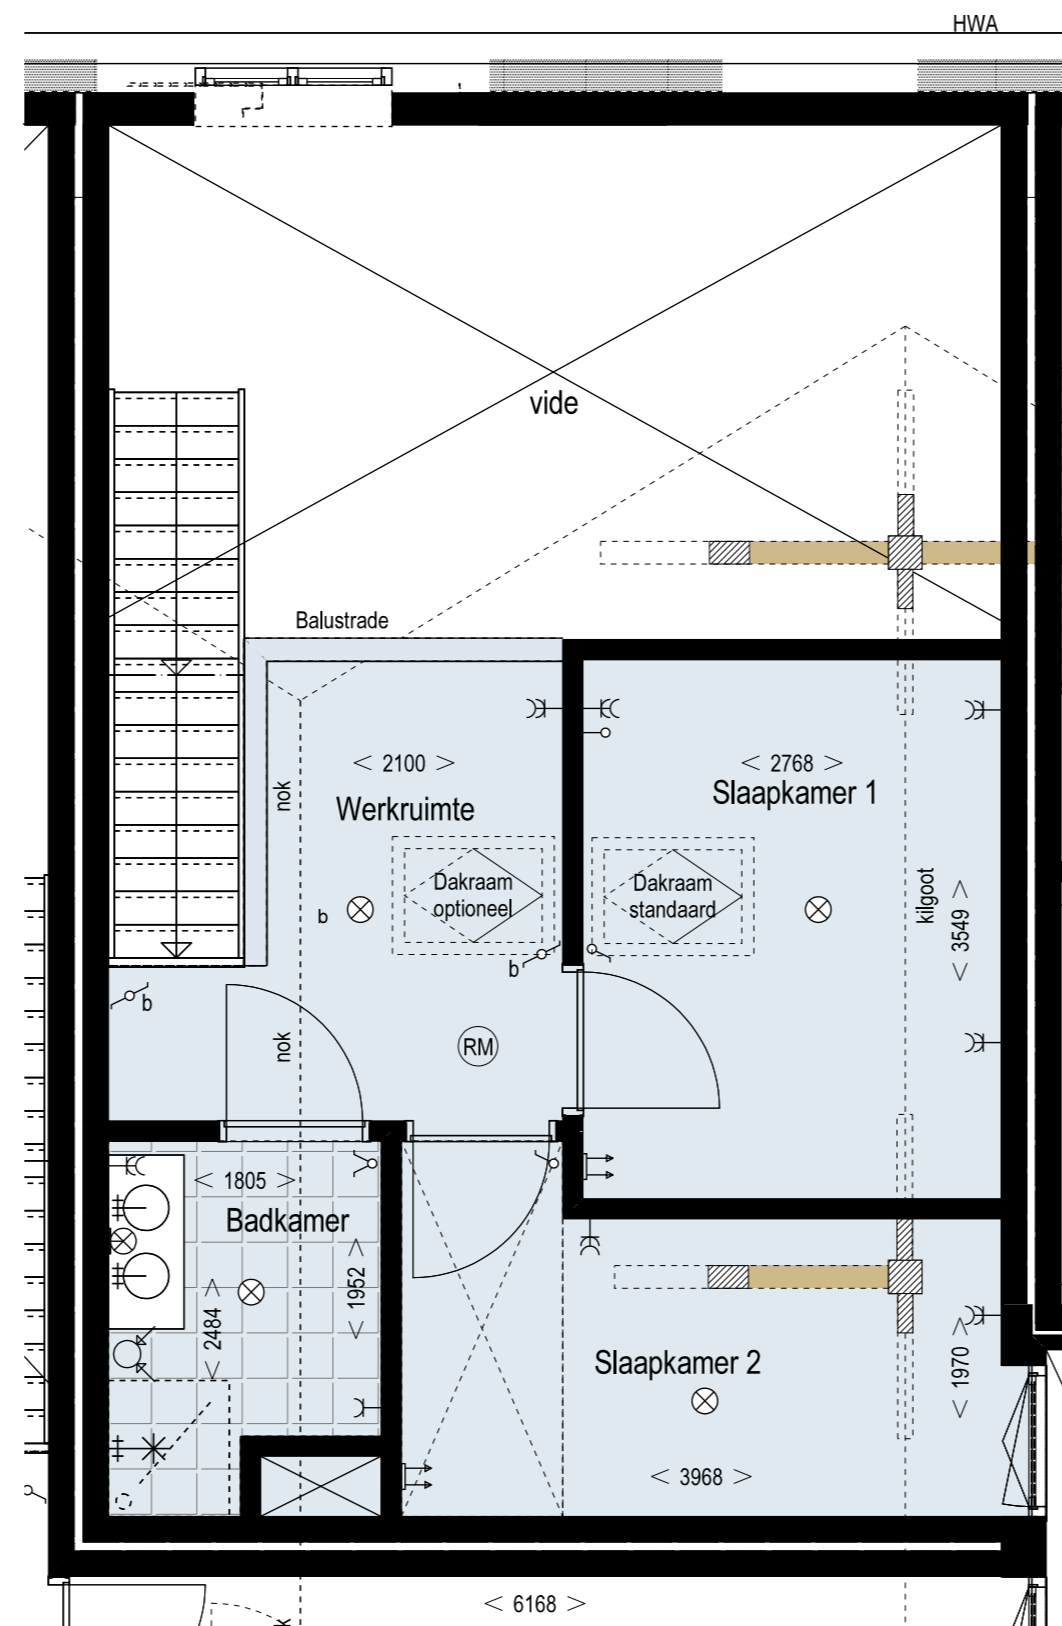 HWA
vide
Balustrade
< 2100 >
< 2768 >
Werkruimte
Slaapkamer 1
nok
Dakraam
optioneel
Dakraam
standaard
kilgoot
< 3549 >
b
b
b
nok
RM
< 1805 >
Badkamer
< 1952 >
< 2484 >
Slaapkamer 2
< 1970 >
< 3968 >
< 6168 >